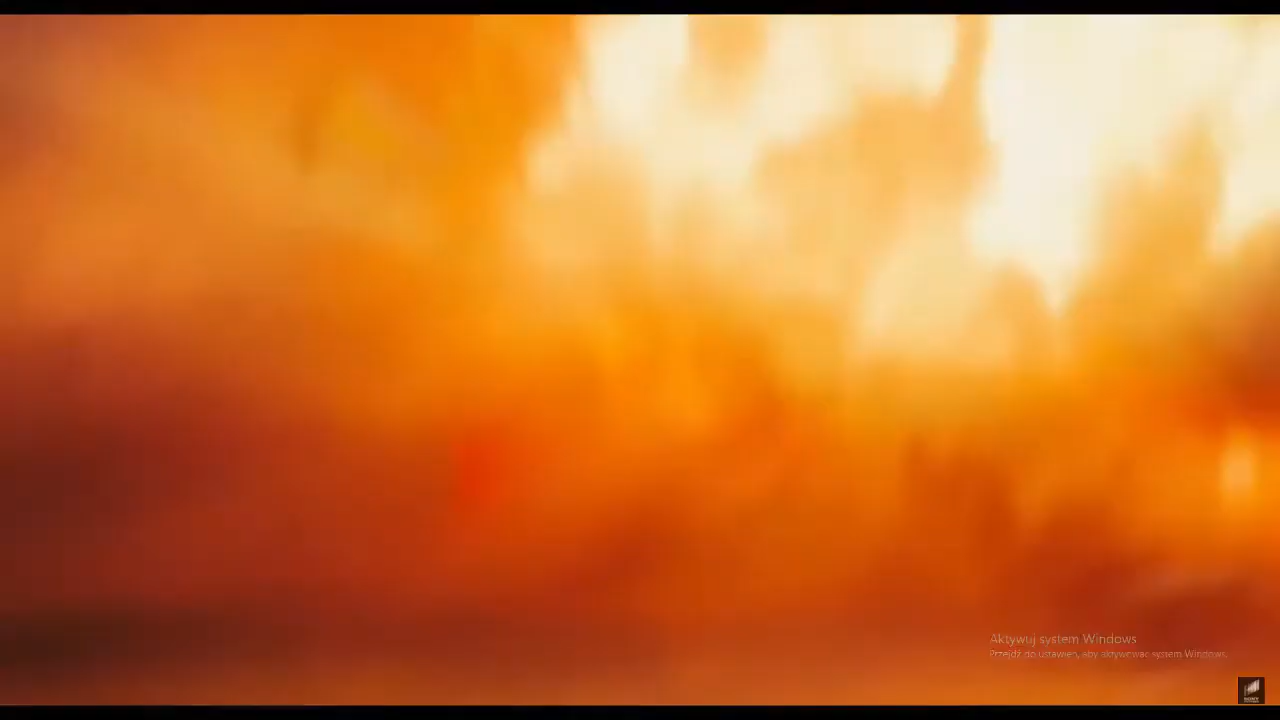 Aktywuj system Windows
Przejdź do ustawień, aby aktywować system Windows.